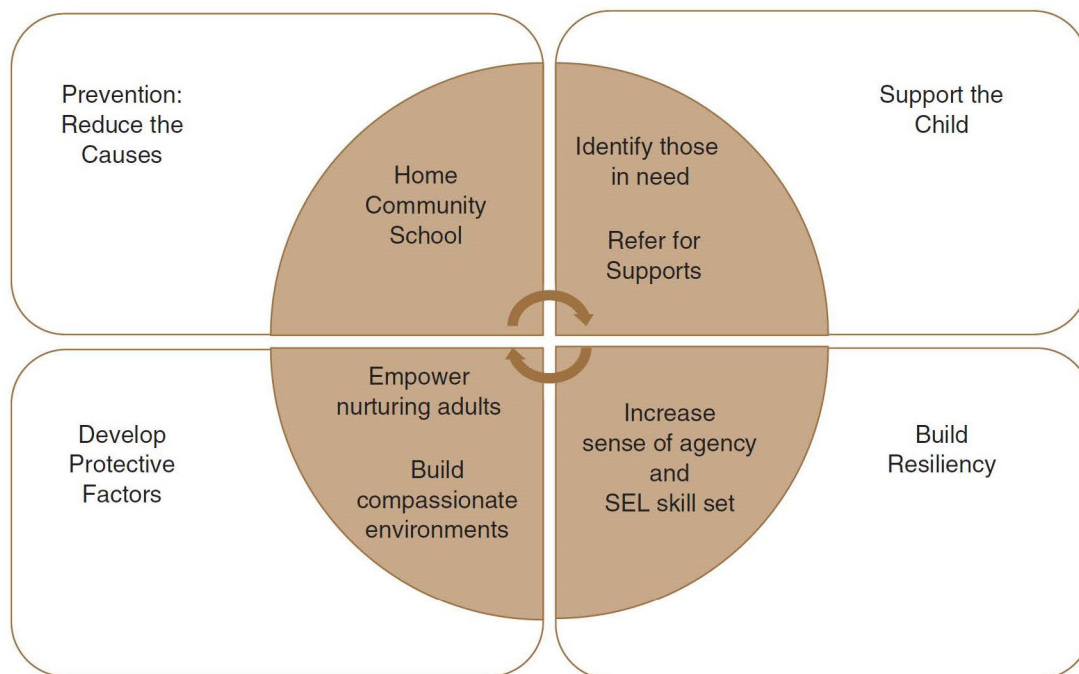 Prevention:
Reduce the
Causes
Home
Community
School
Identify those
in need
Refer for
Supports
Support the
Child
Develop
Protective
Factors
Empower
nurturing adults
Build
compassionate
environments
Increase
sense of agency
and
SEL skill set
Build
Resiliency